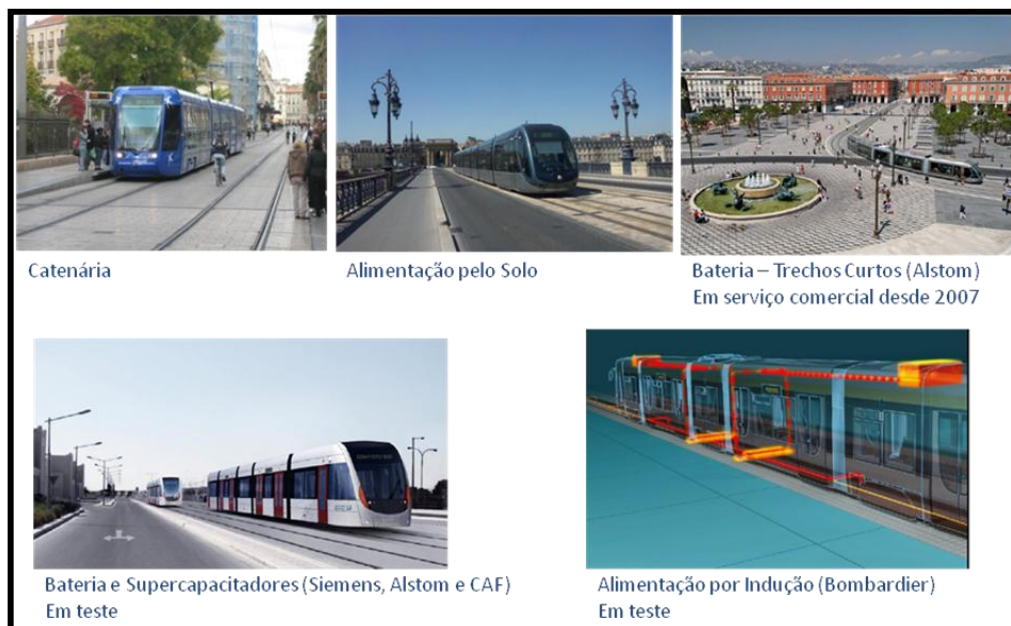 Catenária
Alimentação pelo Solo
Bateria – Trechos Curtos (Alstom)
Em serviço comercial desde 2007
Bateria e Supercapacitadores (Siemens, Alstom e CAF)
Em teste
Alimentação por Indução (Bombardier)
Em teste